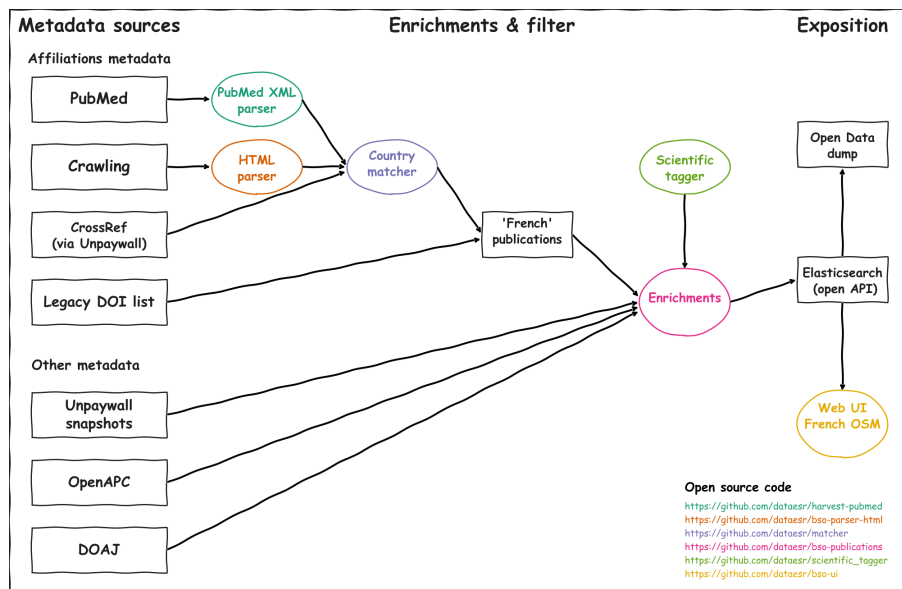 Metadata sources
Enrichments & filter
Exposition
Affiliations metadata
PubMed
PubMed XML
parser
Crawling
HTML
parser
Country
matcher
Scientific
tagger
Open Data
dump
CrossRef
(via Unpaywall)
'French'
publications
Legacy DOI list
Enrichments
Elasticsearch
(open API)
Other metadata
Unpaywall
snapshots
Web UI
French OSM
OpenAPC
DOAJ
Open source code
https://github.com/dataesr/harvest-pubmed
https://github.com/dataesr/bso-parser-html
https://github.com/dataesr/matcher
https://github.com/dataesr/bso-publications
https://github.com/dataesr/scientific_tagger
https://github.com/dataesr/bso-ui